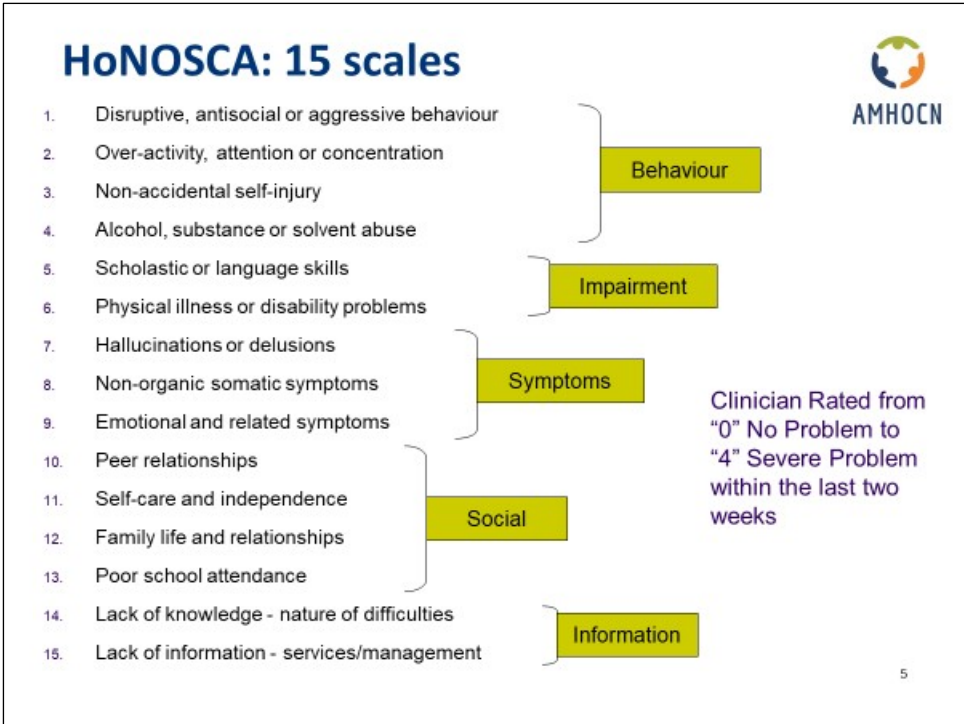 HoNOSCA: 15 scales
AMHOCN
1. Disruptive, antisocial or aggressive behaviour
2. Over-activity, attention or concentration
3. Non-accidental self-injury
4. Alcohol, substance or solvent abuse
Behaviour
5. Scholastic or language skills
6. Physical illness or disability problems
Impairment
7. Hallucinations or delusions
8. Non-organic somatic symptoms
9. Emotional and related symptoms
Symptoms
10. Peer relationships
11. Self-care and independence
12. Family life and relationships
13. Poor school attendance
Social
14. Lack of knowledge - nature of difficulties
15. Lack of information - services/management
Information
Clinician Rated from
“0” No Problem to
“4” Severe Problem
within the last two
weeks
5